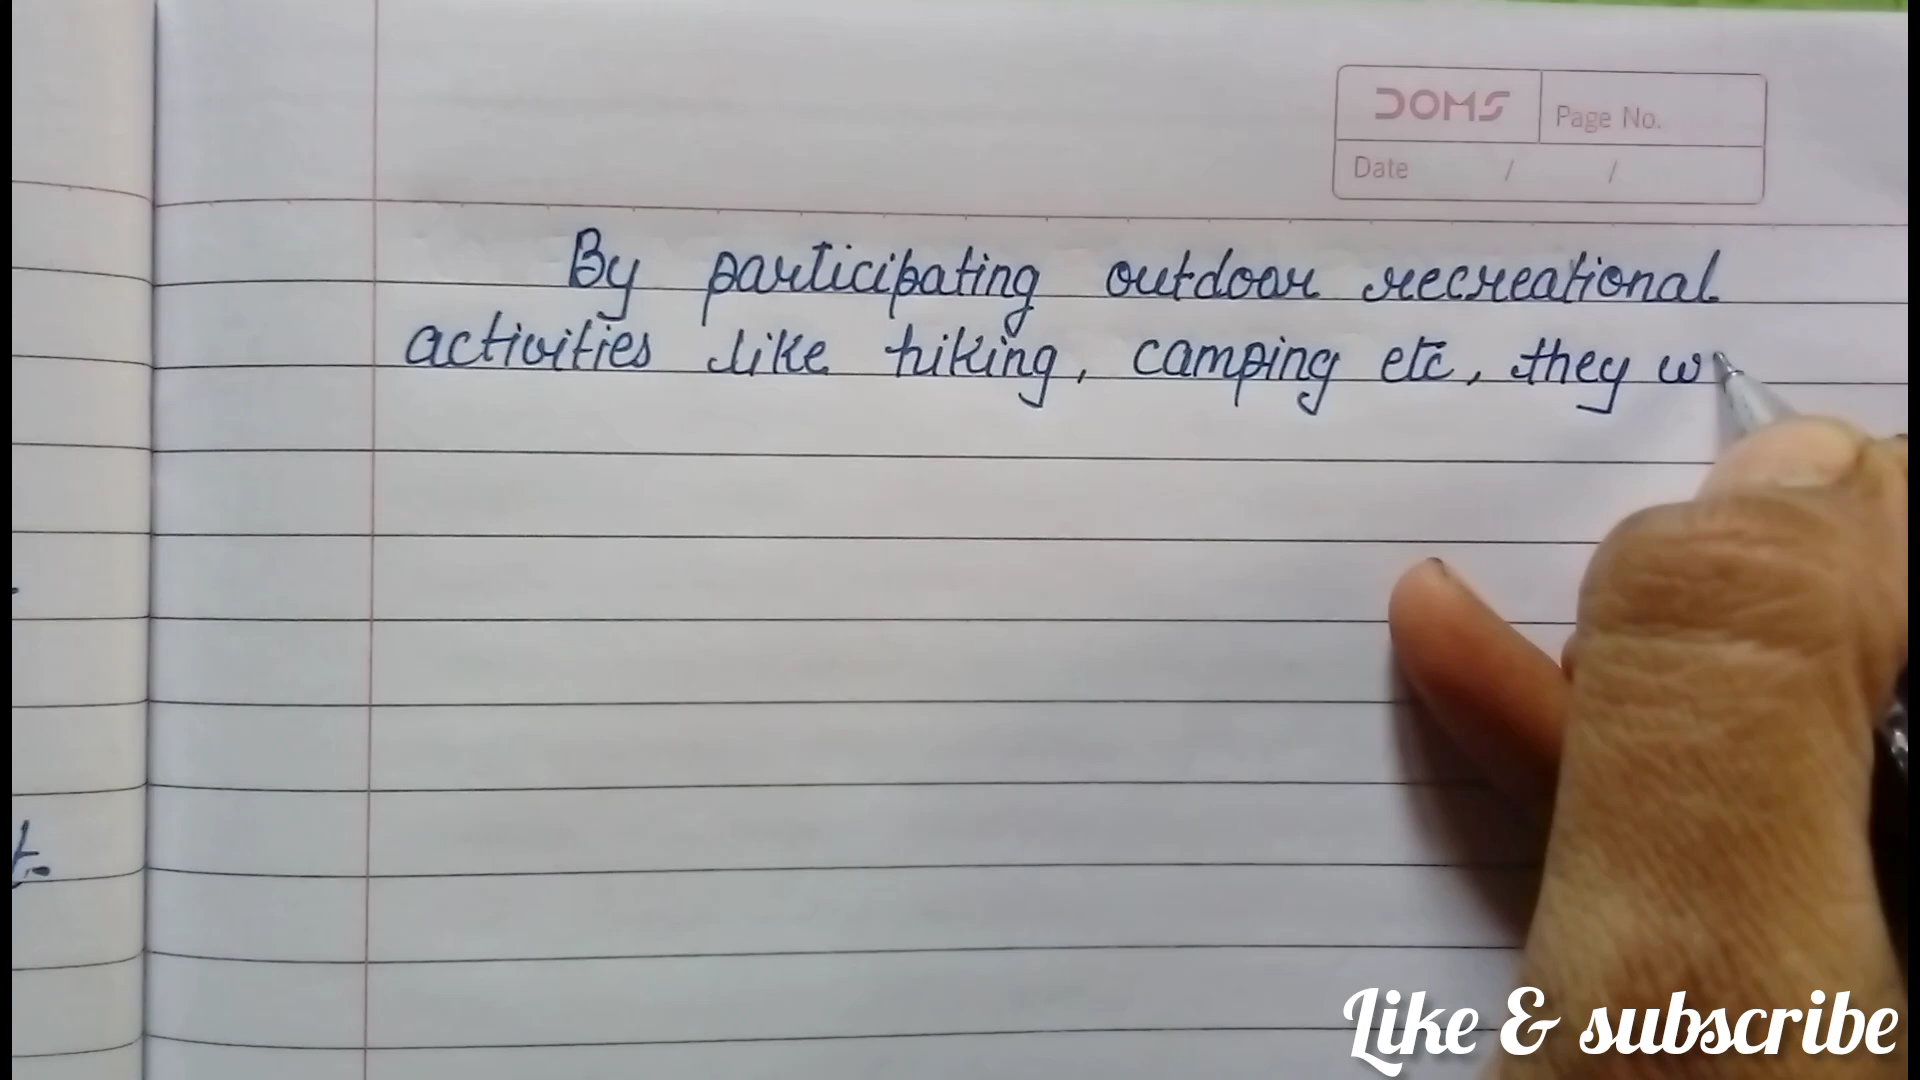 DOMS Page No.
Date / /
By participating outdoor recreational
activities like hiking, camping etc, they w
t.
Like & subscribe